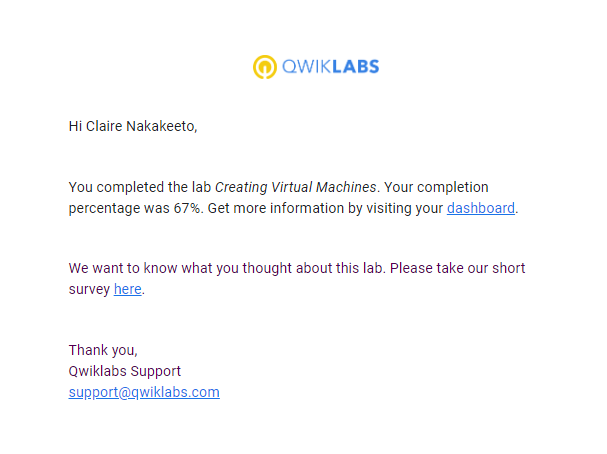 QWIKLABS
Hi Claire Nakakeeto,
You completed the lab Creating Virtual Machines. Your completion
percentage was 67%. Get more information by visiting your dashboard.
We want to know what you thought about this lab. Please take our short
survey here.
Thank you,
Qwiklabs Support
support@qwiklabs.com